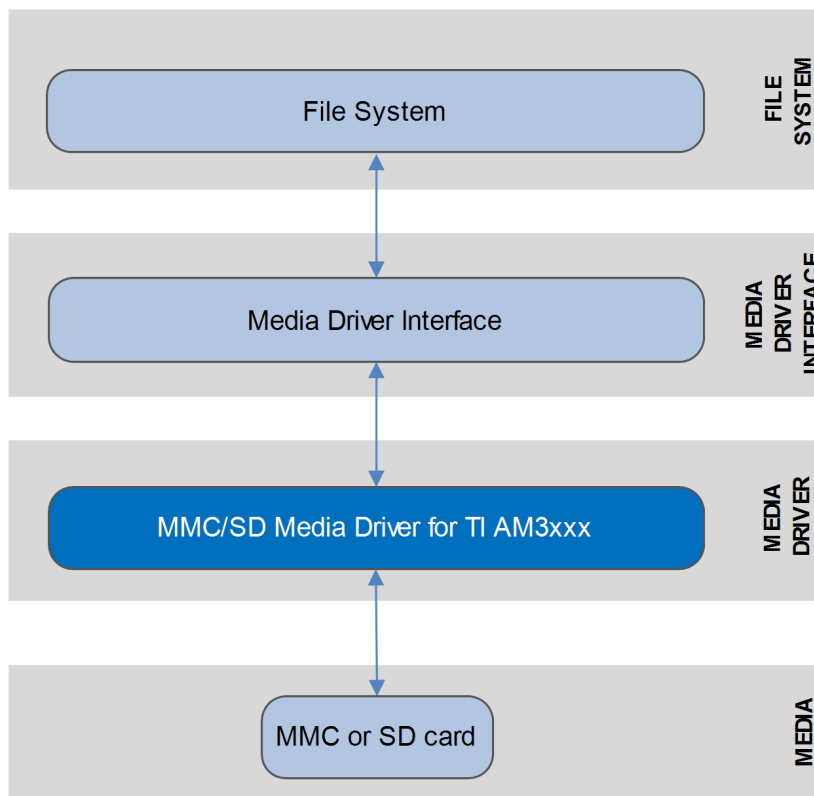 File System
FILE
SYSTEM
Media Driver Interface
MEDIA
DRIVER
INTERFACE
MMC/SD Media Driver for TI AM3xxx
MEDIA
DRIVER
MMC or SD card
MEDIA